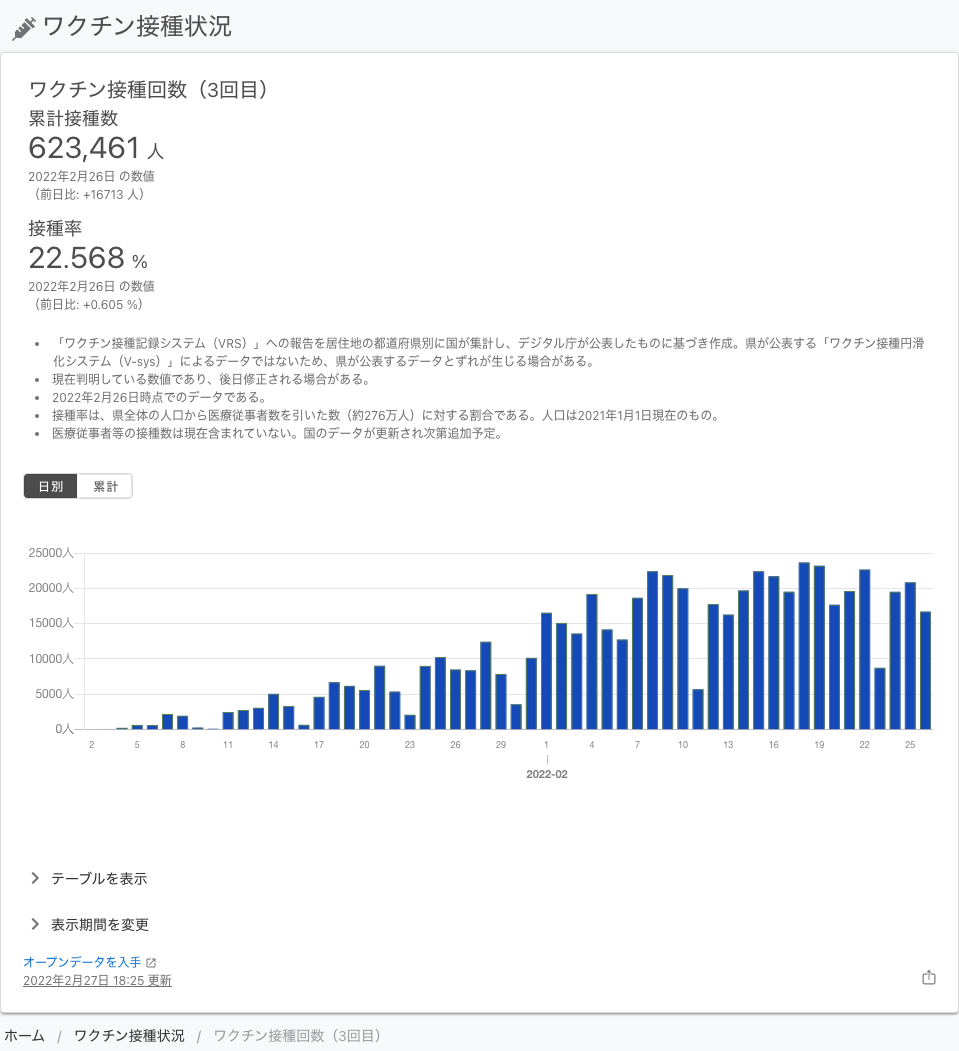 ワクチン接種状況
ワクチン接種回数（3回目）
累計接種数
623,461 人
2022年2月26日 の数値
（前日比: +16713 人）
接種率
22.568 %
2022年2月26日 の数値
（前日比: +0.605 %）
• 「ワクチン接種記録システム（VRS）」への報告を居住地の都道府県別に国が集計し、デジタル庁が公表したものに基づき作成。県が公表する「ワクチン接種円滑
化システム（V-sys）」によるデータではないため、県が公表するデータとずれが生じる場合がある。
• 現在判明している数値であり、後日修正される場合がある。
• 2022年2月26日時点でのデータである。
• 接種率は、県全体の人口から医療従事者数を引いた数（約276万人）に対する割合である。人口は2021年1月1日現在のもの。
• 医療従事者等の接種数は現在含まれていない。国のデータが更新され次第追加予定。
日別 累計
25000人
20000人
15000人
10000人
5000人
0人
2 5 8 11 14 17 20 23 26 29 1 4 7 10 13 16 19 22 25
2022-02
テーブルを表示
表示期間を変更
オープンデータを入手
2022年2月27日 18:25 更新
ホーム / ワクチン接種状況 / ワクチン接種回数（3回目）